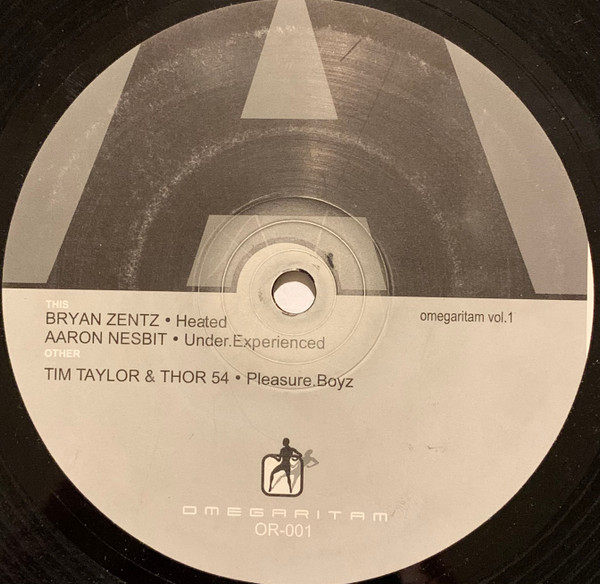 A
THIS
BRYAN ZENTZ • Heated
omegaritam vol.1
AARON NESBIT • Under.Experienced
OTHER
TIM TAYLOR & THOR 54 • Pleasure.Boyz
OMEGARITAM
OR-001